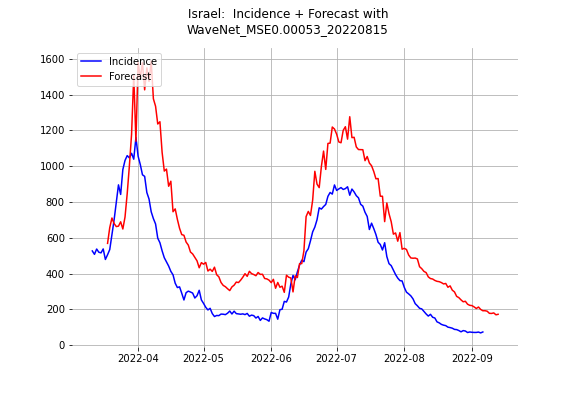 Israel:  Incidence + Forecast with
WaveNet_MSE0.00053_20220815
Incidence
Forecast
1600
1400
1200
1000
800
600
400
200
0
2022-04 2022-05 2022-06 2022-07 2022-08 2022-09